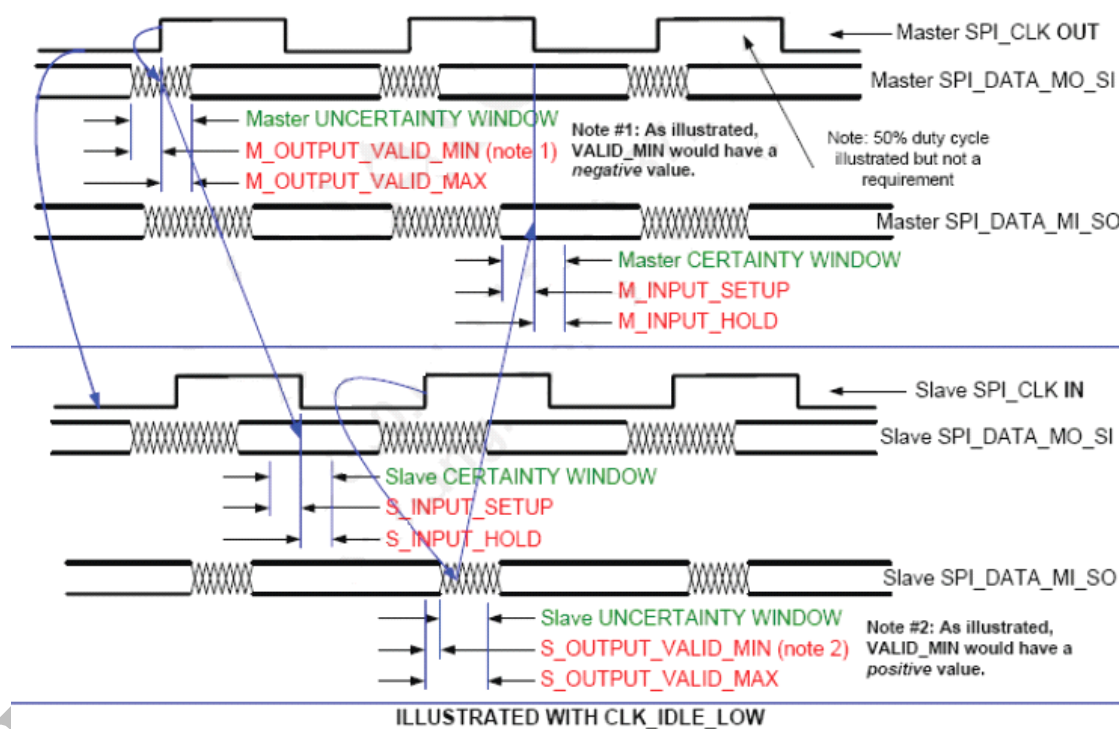 Master SPI_CLK OUT
Master SPI_DATA_MO_SI
Master UNCERTAINTY WINDOW
M_OUTPUT_VALID_MIN (note 1)
M_OUTPUT_VALID_MAX
Note #1: As illustrated,
VALID_MIN would have a
negative value.
Note: 50% duty cycle
illustrated but not a
requirement
Master SPI_DATA_MI_SO
Master CERTAINTY WINDOW
M_INPUT_SETUP
M_INPUT_HOLD
Slave SPI_CLK IN
Slave SPI_DATA_MO_SI
Slave CERTAINTY WINDOW
S_INPUT_SETUP
S_INPUT_HOLD
Slave SPI_DATA_MI_SO
Slave UNCERTAINTY WINDOW
S_OUTPUT_VALID_MIN (note 2)
S_OUTPUT_VALID_MAX
Note #2: As illustrated,
VALID_MIN would have a
positive value.
ILLUSTRATED WITH CLK_IDLE_LOW